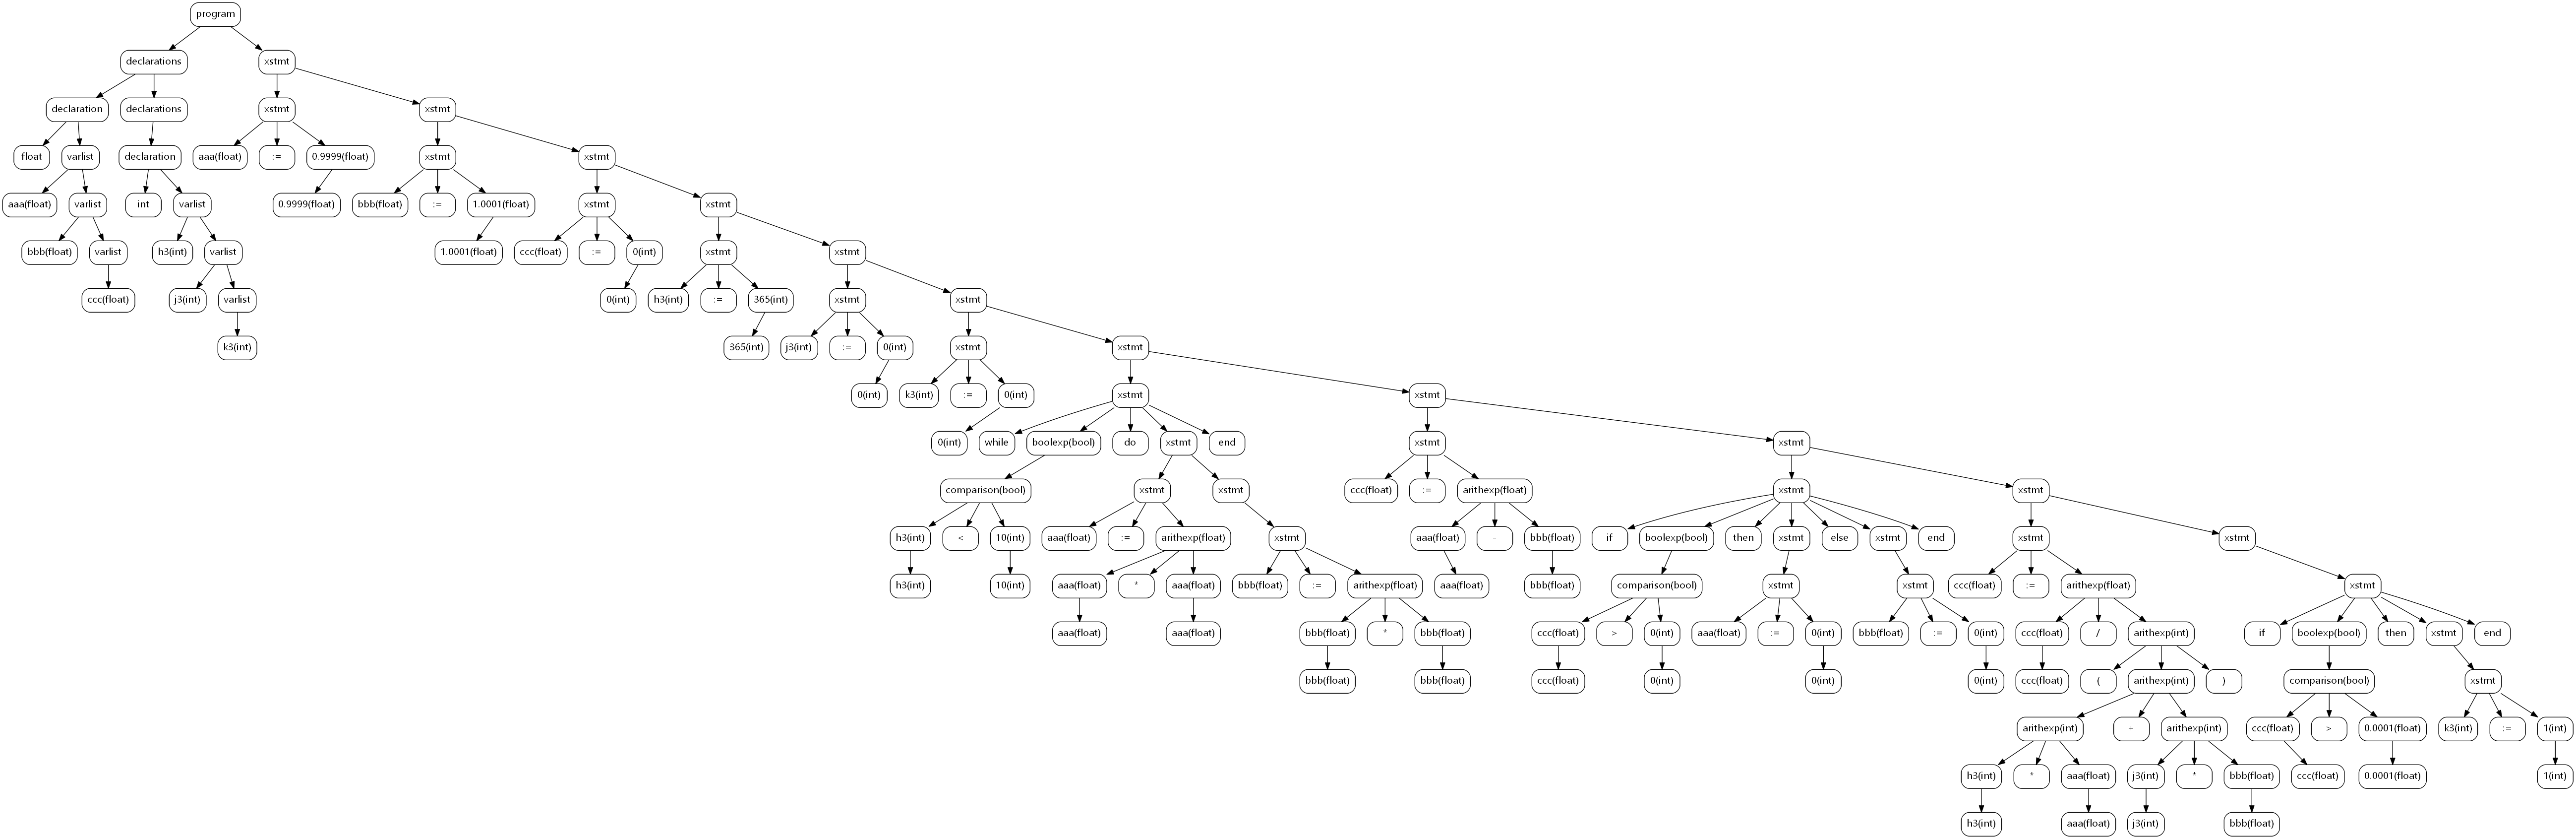 program
declarations xstmt
declaration declarations xstmt xstmt
float varlist declaration aaa(float) := 0.9999(float) xstmt xstmt
aaa(float) varlist int varlist 0.9999(float) bbb(float) := 1.0001(float) xstmt xstmt
bbb(float) varlist h3(int) varlist 1.0001(float) ccc(float) := 0(int) xstmt xstmt
ccc(float) j3(int) varlist 0(int) h3(int) := 365(int) xstmt xstmt
k3(int) 365(int) j3(int) := 0(int) xstmt xstmt
0(int) k3(int) := 0(int) xstmt xstmt
0(int) while boolexp(bool) do xstmt end xstmt xstmt
comparison(bool) xstmt xstmt ccc(float) := arithexp(float) xstmt xstmt
h3(int) < 10(int) aaa(float) := arithexp(float) xstmt aaa(float) - bbb(float) if boolexp(bool) then xstmt else xstmt end xstmt xstmt
h3(int) 10(int) aaa(float) * aaa(float) bbb(float) := arithexp(float) aaa(float) bbb(float) comparison(bool) xstmt xstmt ccc(float) := arithexp(float) xstmt
aaa(float) aaa(float) bbb(float) * bbb(float) ccc(float) > 0(int) aaa(float) := 0(int) bbb(float) := 0(int) ccc(float) / arithexp(int) if boolexp(bool) then xstmt end
bbb(float) bbb(float) ccc(float) 0(int) 0(int) 0(int) ccc(float) ( arithexp(int) ) comparison(bool) xstmt
arithexp(int) + arithexp(int) ccc(float) > 0.0001(float) k3(int) := 1(int)
h3(int) * aaa(float) j3(int) * bbb(float) ccc(float) 0.0001(float) 1(int)
h3(int) aaa(float) j3(int) bbb(float)